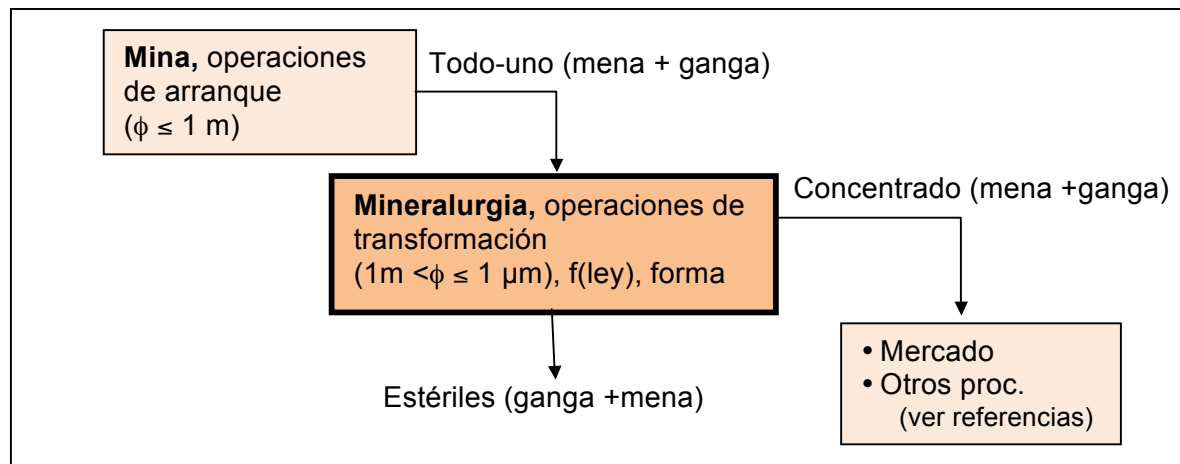 Mina, operaciones
de arranque
(ϕ ≤ 1 m)
Todo-uno (mena + ganga)
Mineralurgia, operaciones de
transformación
(1m <ϕ ≤ 1 µm), f(ley), forma
Concentrado (mena +ganga)
Estériles (ganga +mena)
• Mercado
• Otros proc.
(ver referencias)